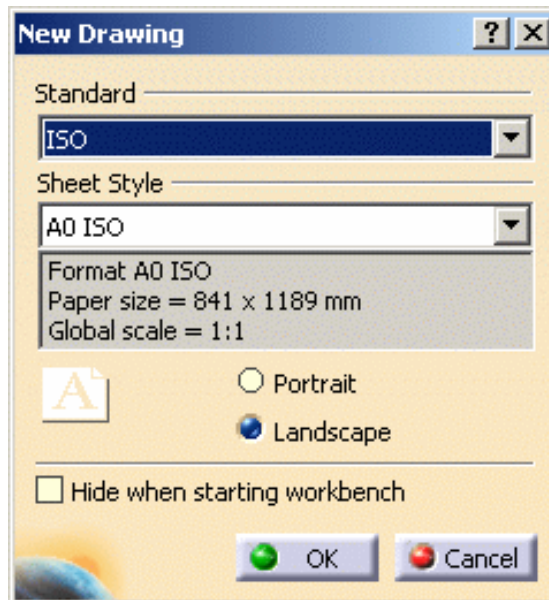 New Drawing
Standard
ISO
Sheet Style
A0 ISO
Format A0 ISO
Paper size = 841 x 1189 mm
Global scale = 1:1
A
Portrait
Landscape
Hide when starting workbench
OK Cancel